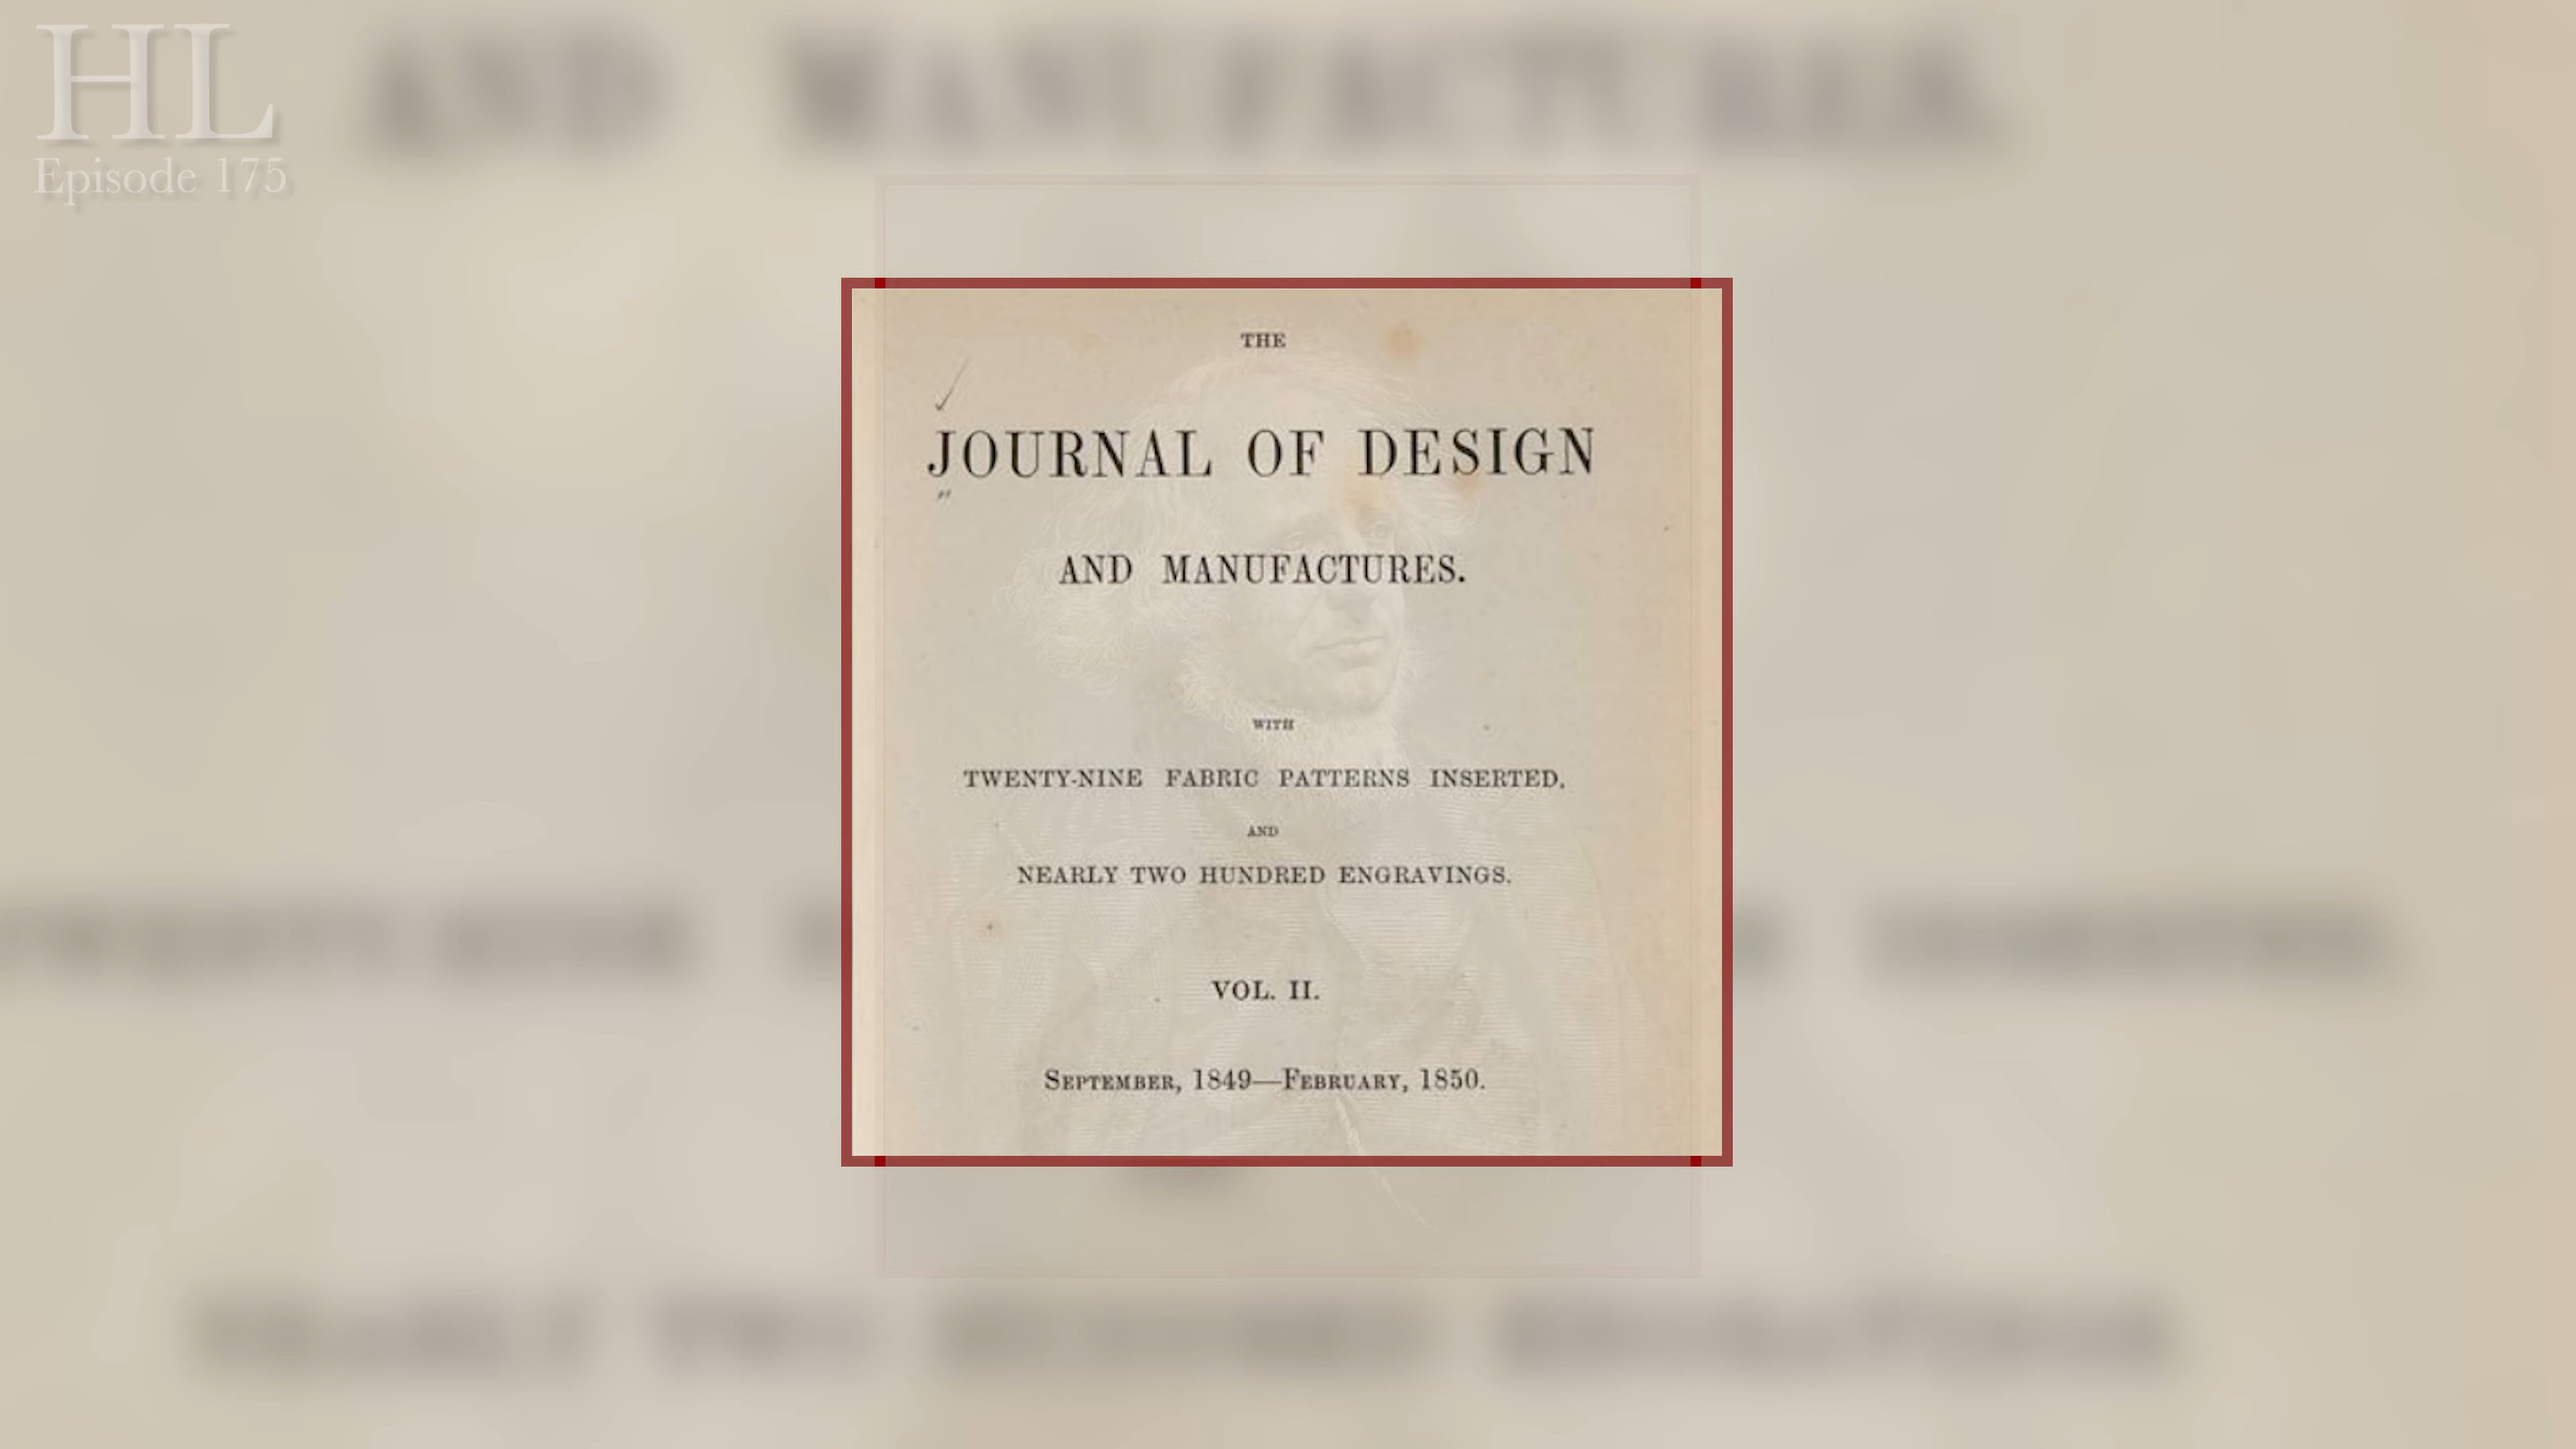 HL
Episode 175
THE
JOURNAL OF DESIGN
AND MANUFACTURES.
WITH
TWENTY-NINE FABRIC PATTERNS INSERTED,
AND
NEARLY TWO HUNDRED ENGRAVINGS.
VOL. II.
SEPTEMBER, 1849—FEBRUARY, 1850.